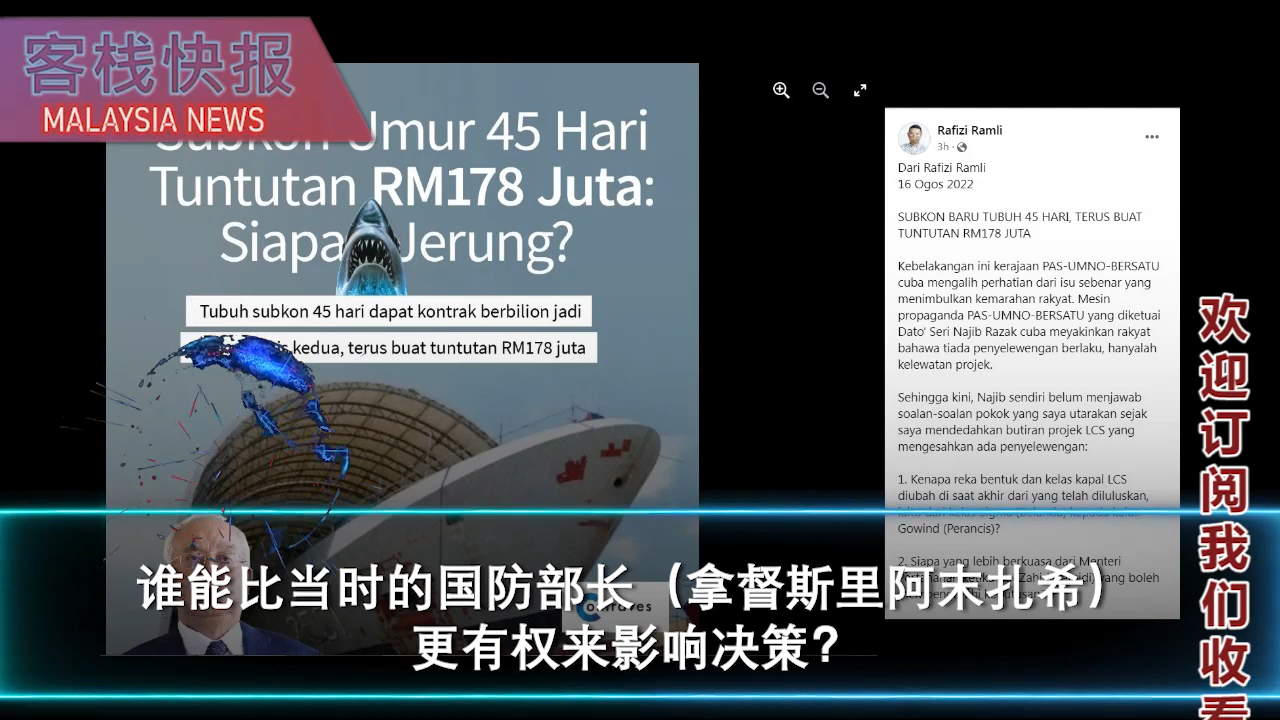 客栈快报
MALAYSIA NEWS
Subkon Umur 45 Hari
Tuntutan RM178 Juta:
Siapa Jerung?
Tubuh subkon 45 hari dapat kontrak berbilion jadi
kedua, terus buat tuntutan RM178 juta
Rafizi Ramli
3h
Dari Rafizi Ramli
16 Ogos 2022
SUBKON BARU TUBUH 45 HARI, TERUS BUAT
TUNTUTAN RM178 JUTA
Kebelakangan ini kerajaan PAS-UMNO-BERSATU
cuba mengalih perhatian dari isu sebenar yang
menimbulkan kemarahan rakyat. Mesin
propaganda PAS-UMNO-BERSATU yang diketuai
Dato' Seri Najib Razak cuba meyakinkan rakyat
bahawa tiada penyelewengan berlaku, hanyalah
kelewatan projek.
Sehingga kini, Najib sendiri belum menjawab
soalan-soalan pokok yang saya utarakan sejak
saya mendedahkan butiran projek LCS yang
mengesahkan ada penyelewengan:
1. Kenapa reka bentuk dan kelas kapal LCS
diubah di saat akhir dari yang telah diluluskan,
Gowind (Perancis)?
2. Siapa yang lebih berkuasa dari Menteri
boleh
谁能比当时的国防部长（拿督斯里阿末扎希）
更有权来影响决策？
欢迎订阅我们收看